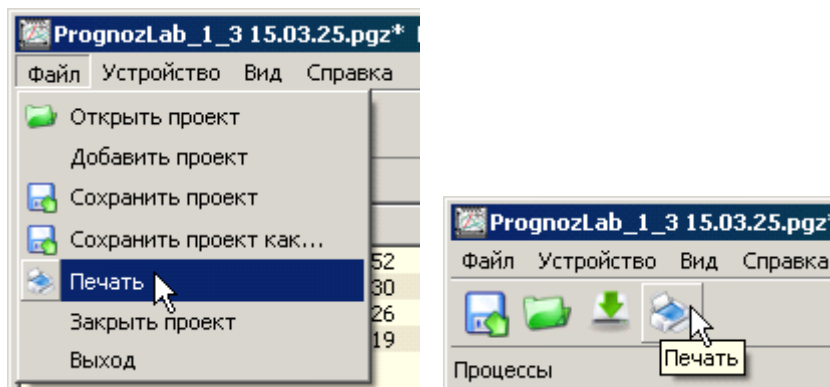 PrognozLab_1_3 15.03.25.pgz*
Файл Устройство Вид Справка
Открыть проект
Добавить проект
Сохранить проект
Сохранить проект как...
52
Печать
30
Закрыть проект
26
19
Выход
PrognozLab_1_3 15.03.25.pgz*
Файл Устройство Вид Справка
Печать
Процессы